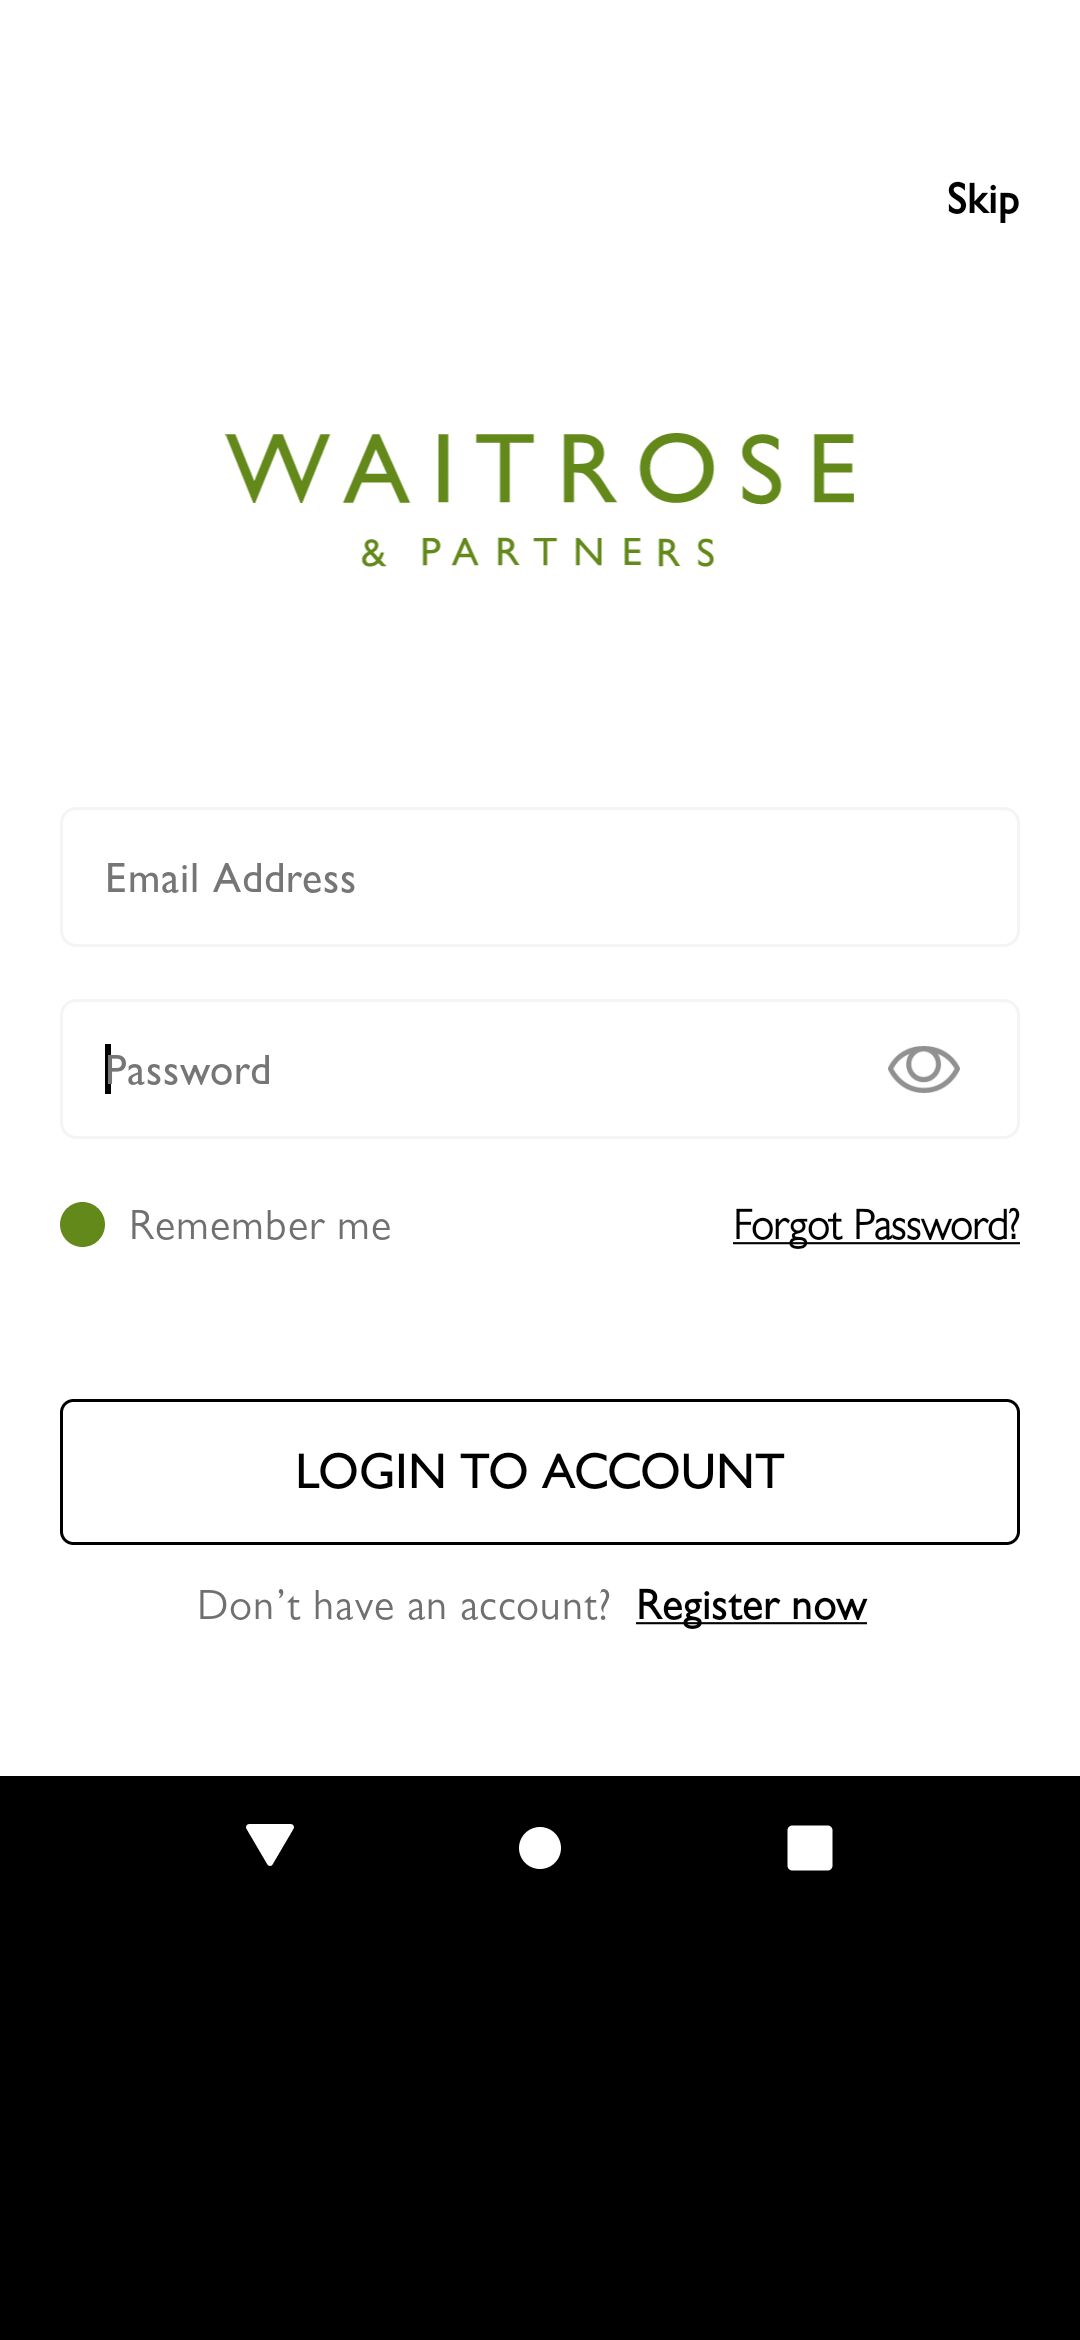 Skip
WAITROSE
& PARTNERS
Email Address
Password
Remember me Forgot Password?
LOGIN TO ACCOUNT
Don’t have an account? Register now